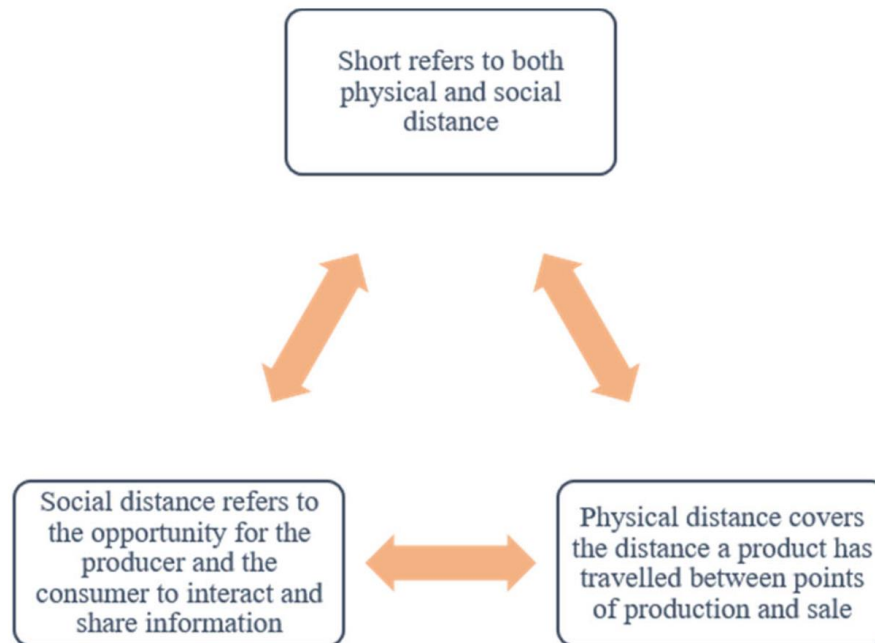 Short refers to both
physical and social
distance
Social distance refers to
the opportunity for the
producer and the
consumer to interact and
share information
Physical distance covers
the distance a product has
travelled between points
of production and sale